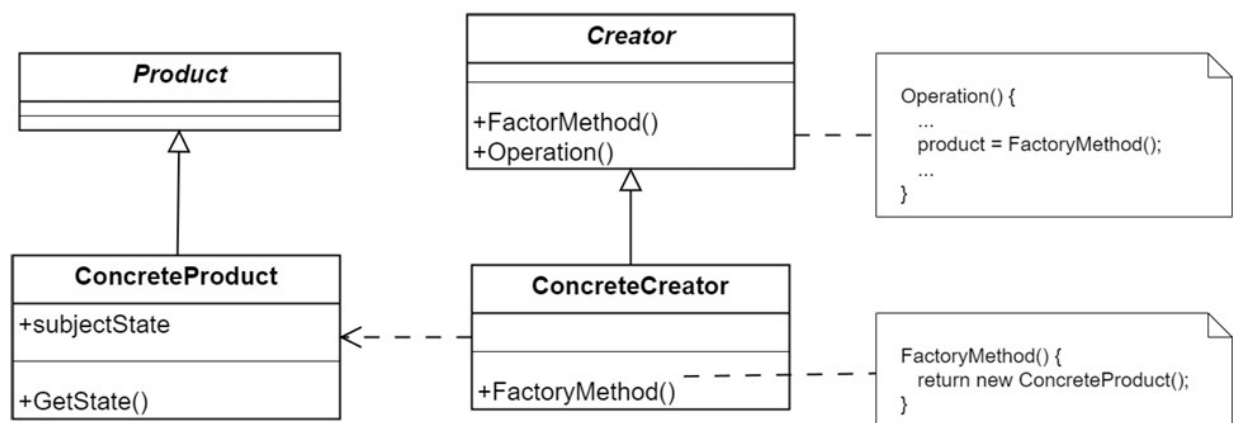 Product
Creator
+FactorMethod()
+Operation()
Operation() {
...
product = FactoryMethod();
...
}
ConcreteProduct
+subjectState
+GetState()
ConcreteCreator
+FactoryMethod()
FactoryMethod() {
return new ConcreteProduct();
}